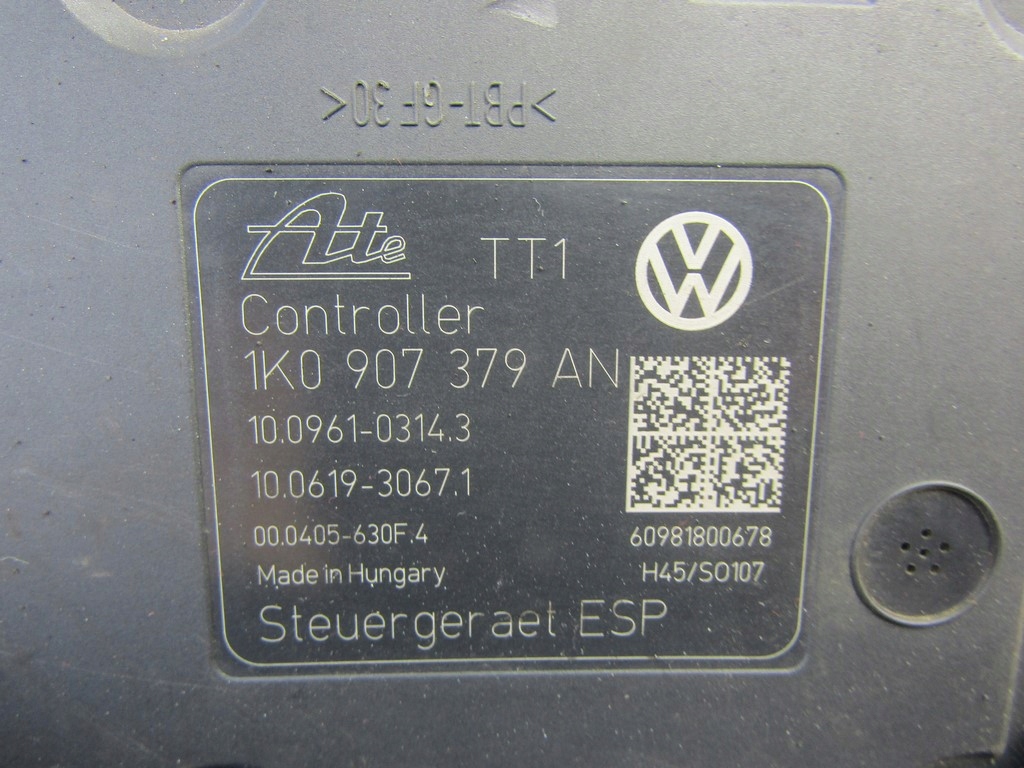 >PBT-GF30<
Ate TT1
VW
Controller
1K0 907 379 AN
10.0961-0314.3
10.0619-3067.1
00.0405-630F.4 60981800678
Made in Hungary H45/S0107
Steuergeraet ESP